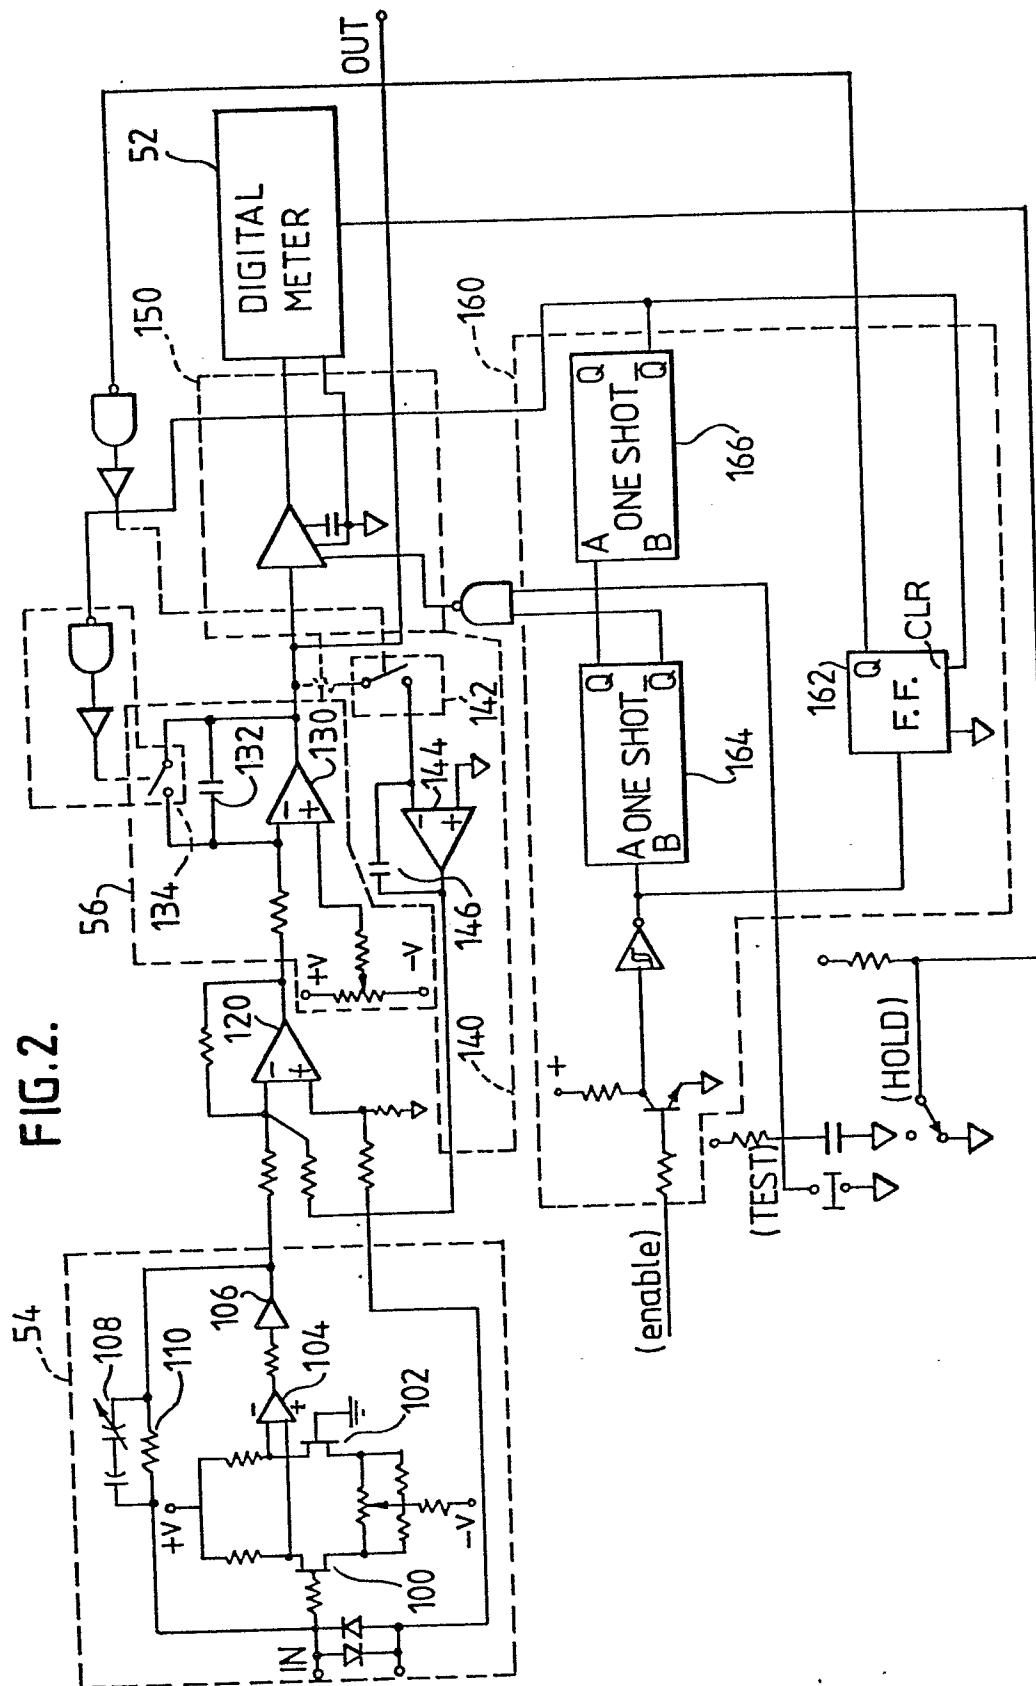 FIG.2.
54
108
110
+V
IN
100
102
104
106
−V
−
+
120
−
+
56
134
132
130
−
+
+V
−V
140
142
144
−
+
146
150
52
DIGITAL
METER
OUT
160
(enable)
+
A ONE SHOT
B
Q
Q̅
164
A
ONE SHOT
B
Q
Q̅
166
162
Q
F.F.
CLR
(TEST)
(HOLD)